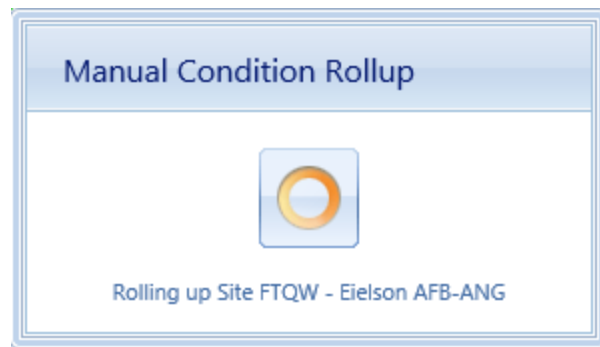 Manual Condition Rollup
Rolling up Site FTQW - Eielson AFB-ANG